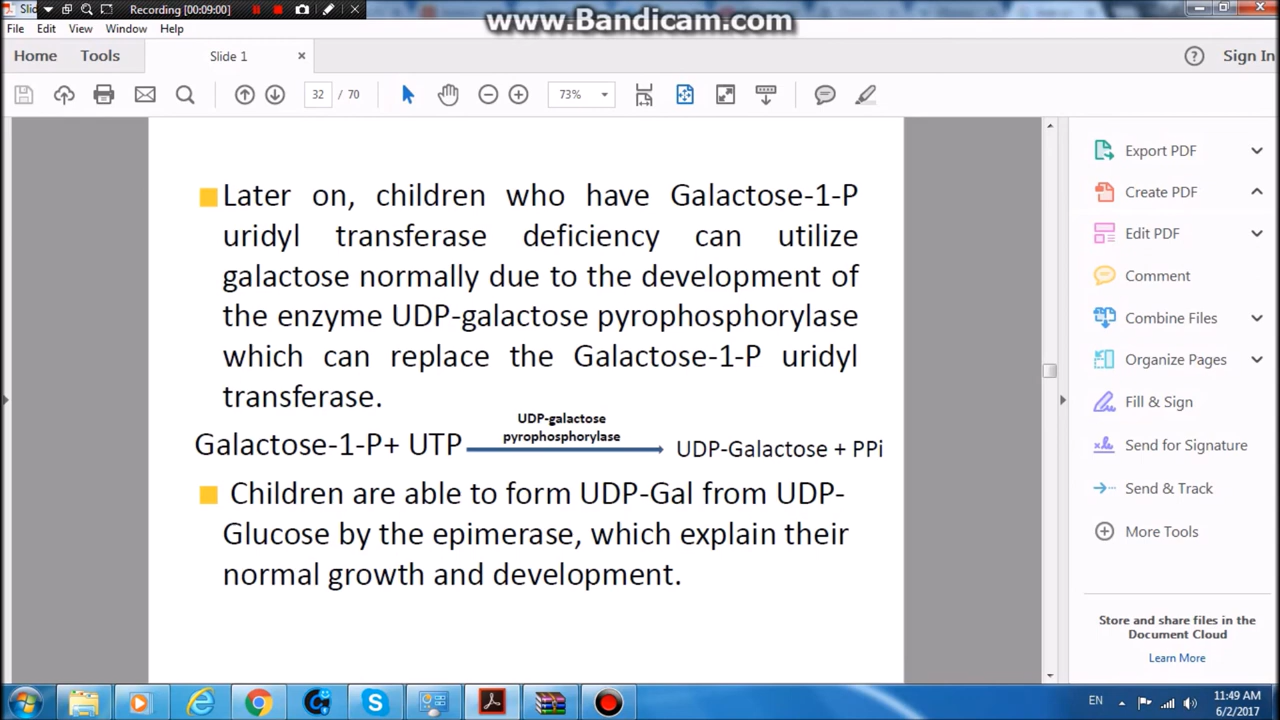 Slid
Recording [00:09:00]
www.Bandicam.com
File Edit View Window Help
Home Tools Slide 1 × Sign In
32 / 70 73%
Later on, children who have Galactose-1-P
uridyl transferase deficiency can utilize
galactose normally due to the development of
the enzyme UDP-galactose pyrophosphorylase
which can replace the Galactose-1-P uridyl
transferase.
UDP-galactose
pyrophosphorylase
Galactose-1-P+ UTP UDP-Galactose + PPi
Children are able to form UDP-Gal from UDP-
Glucose by the epimerase, which explain their
normal growth and development.
Export PDF
Create PDF
Edit PDF
Comment
Combine Files
Organize Pages
Fill & Sign
Send for Signature
Send & Track
More Tools
Store and share files in the
Document Cloud
Learn More
EN
11:49 AM
6/2/2017